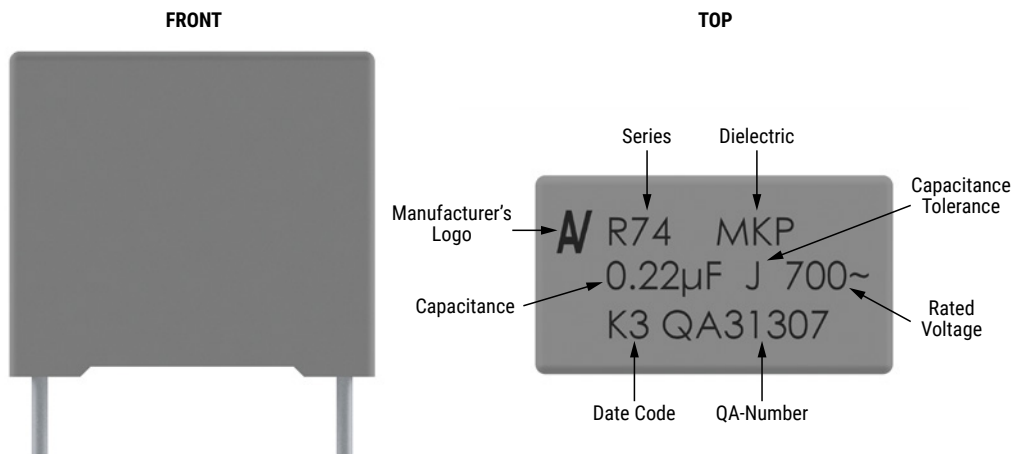 FRONT
TOP
Series
Dielectric
Capacitance
Tolerance
Manufacturer's
Logo
R74 MKP
0.22µF J 700~
K3 QA31307
Capacitance
Rated
Voltage
Date Code
QA-Number